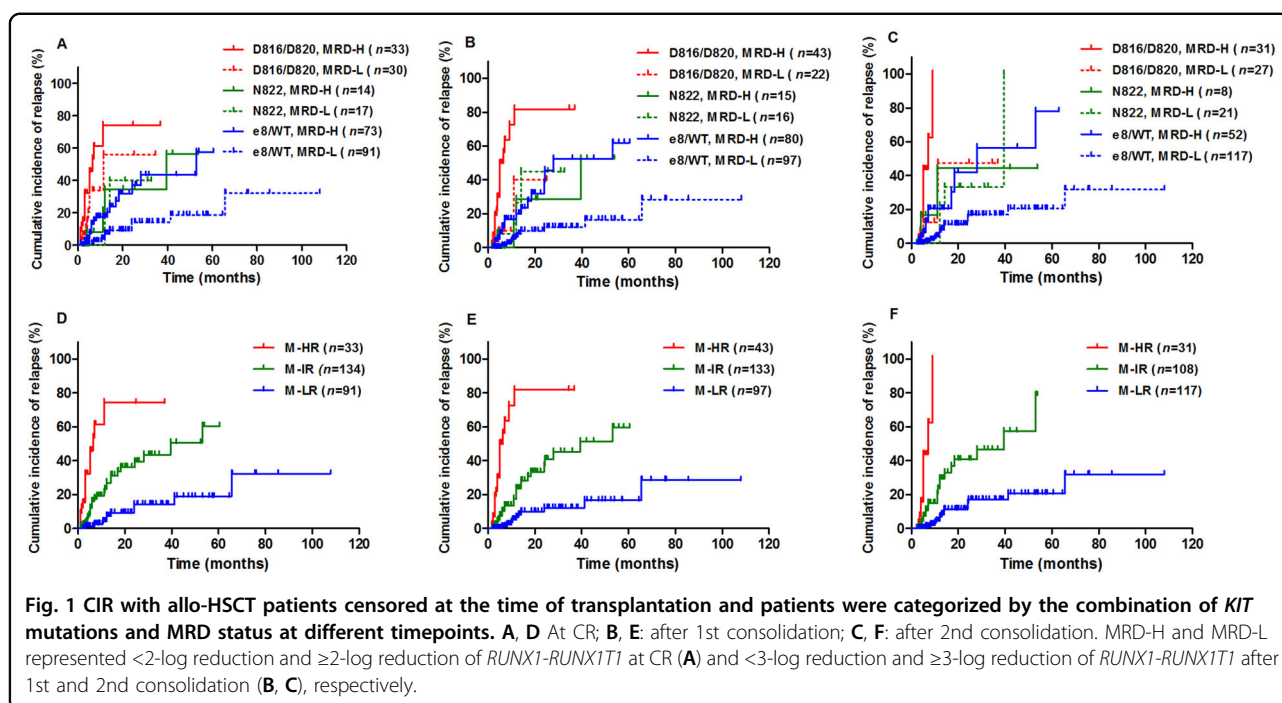 A
Cumulative incidence of relapse (%)
100
80
60
40
20
0
0 20 40 60 80 100 120
Time (months)
D816/D820, MRD-H (n=33)
D816/D820, MRD-L (n=30)
N822, MRD-H (n=14)
N822, MRD-L (n=17)
e8/WT, MRD-H (n=73)
e8/WT, MRD-L (n=91)
B
Cumulative incidence of relapse (%)
100
80
60
40
20
0
0 20 40 60 80 100 120
Time (months)
D816/D820, MRD-H (n=43)
D816/D820, MRD-L (n=22)
N822, MRD-H (n=15)
N822, MRD-L (n=16)
e8/WT, MRD-H (n=80)
e8/WT, MRD-L (n=97)
C
Cumulative incidence of relapse (%)
100
80
60
40
20
0
0 20 40 60 80 100 120
Time (months)
D816/D820, MRD-H (n=31)
D816/D820, MRD-L (n=27)
N822, MRD-H (n=8)
N822, MRD-L (n=21)
e8/WT, MRD-H (n=52)
e8/WT, MRD-L (n=117)
D
Cumulative incidence of relapse (%)
100
80
60
40
20
0
0 20 40 60 80 100 120
Time (months)
M-HR (n=33)
M-IR (n=134)
M-LR (n=91)
E
Cumulative incidence of relapse (%)
100
80
60
40
20
0
0 20 40 60 80 100 120
Time (months)
M-HR (n=43)
M-IR (n=133)
M-LR (n=97)
F
Cumulative incidence of relapse (%)
100
80
60
40
20
0
0 20 40 60 80 100 120
Time (months)
M-HR (n=31)
M-IR (n=108)
M-LR (n=117)
Fig. 1 CIR with allo-HSCT patients censored at the time of transplantation and patients were categorized by the combination of KIT
mutations and MRD status at different timepoints. A, D At CR; B, E: after 1st consolidation; C, F: after 2nd consolidation. MRD-H and MRD-L
represented <2-log reduction and ≥2-log reduction of RUNX1-RUNX1T1 at CR (A) and <3-log reduction and ≥3-log reduction of RUNX1-RUNX1T1 after
1st and 2nd consolidation (B, C), respectively.